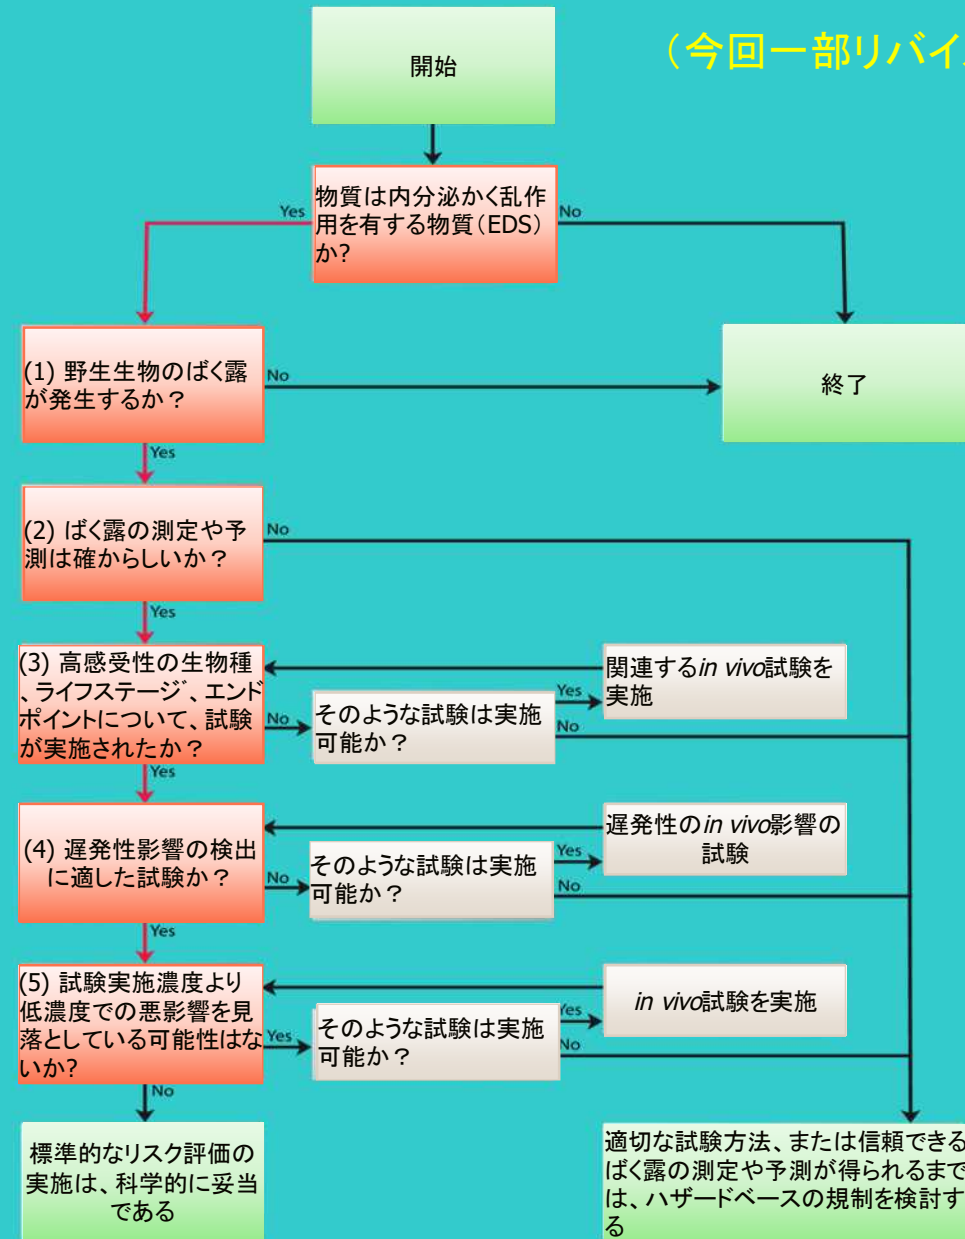 （今回一部リバイ
開始
物質は内分泌かく乱作
用を有する物質（EDS）
か?
Yes
No
(1) 野生生物のばく露
が発生するか？
No
終了
Yes
(2) ばく露の測定や予
測は確からしいか？
No
Yes
(3) 高感受性の生物種
、ライフステージ、エンド
ポイントについて、試験
が実施されたか？
No
そのような試験は実施
可能か？
Yes
No
関連するin vivo試験を
実施
Yes
(4) 遅発性影響の検出
に適した試験か？
No
そのような試験は実施
可能か？
Yes
No
遅発性のin vivo影響の
試験
Yes
(5) 試験実施濃度より
低濃度での悪影響を見
落としている可能性はな
いか?
Yes
そのような試験は実施
可能か？
Yes
No
in vivo試験を実施
No
標準的なリスク評価の
実施は、科学的に妥当
である
適切な試験方法、または信頼できる
ばく露の測定や予測が得られるまで
は、ハザードベースの規制を検討す
る